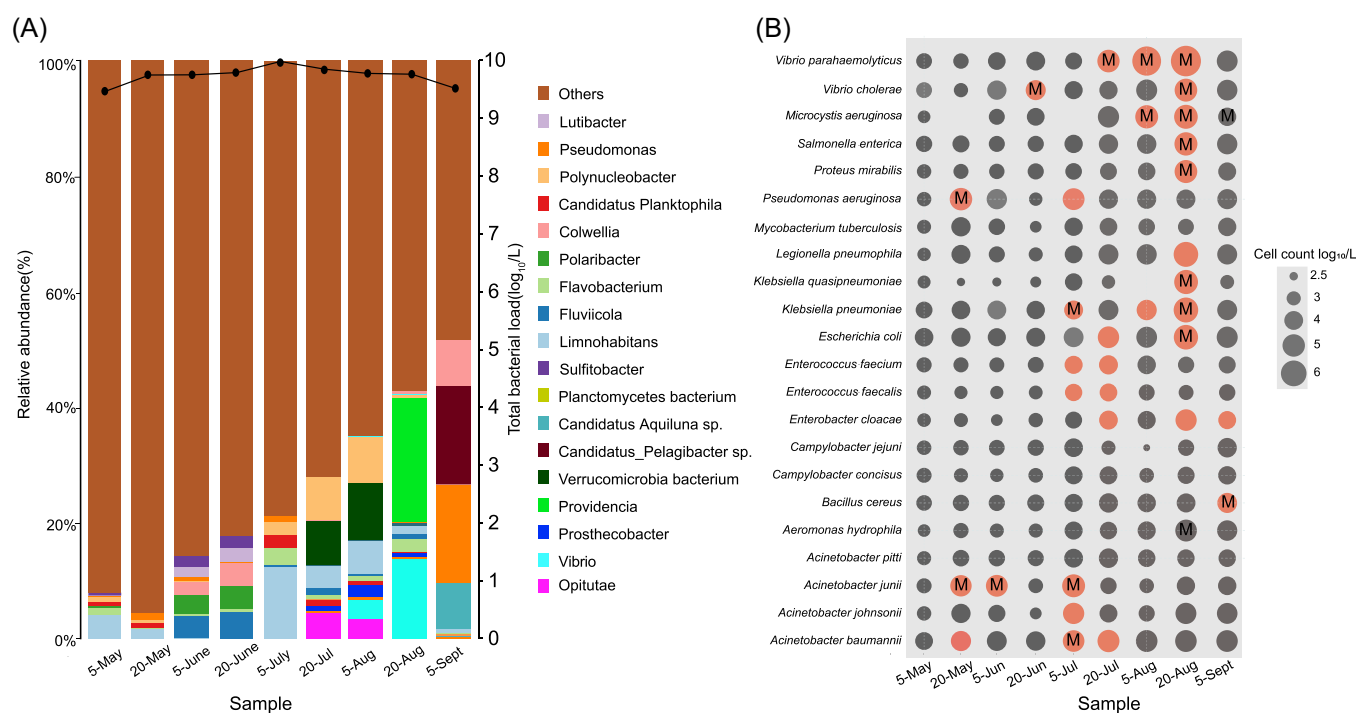 (A)
Relative abundance(%)
100%
80%
60%
40%
20%
0%
10
9
8
7
6
5
4
3
2
1
0
Total bacterial load(log₁₀/L)
5-May
20-May
5-June
20-June
5-July
20-Jul
5-Aug
20-Aug
5-Sept
Sample
Others
Lutibacter
Pseudomonas
Polynucleobacter
Candidatus Planktophila
Colwellia
Polaribacter
Flavobacterium
Fluviicola
Limnohabitans
Sulfitobacter
Planctomycetes bacterium
Candidatus Aquiluna sp.
Candidatus_Pelagibacter sp.
Verrucomicrobia bacterium
Providencia
Prosthecobacter
Vibrio
Opitutae
(B)
Vibrio parahaemolyticus M M M
Vibrio cholerae M M
Microcystis aeruginosa M M M
Salmonella enterica M
Proteus mirabilis M
Pseudomonas aeruginosa M
Mycobacterium tuberculosis
Legionella pneumophila
Klebsiella quasipneumoniae M
Klebsiella pneumoniae M M
Escherichia coli M
Enterococcus faecium
Enterococcus faecalis
Enterobacter cloacae
Campylobacter jejuni
Campylobacter concisus
Bacillus cereus M
Aeromonas hydrophila M
Acinetobacter pitti
Acinetobacter junii M M M
Acinetobacter johnsonii
Acinetobacter baumannii M
5-May
20-May
5-Jun
20-Jun
5-Jul
20-Jul
5-Aug
20-Aug
5-Sept
Sample
Cell count log₁₀/L
2.5
3
4
5
6